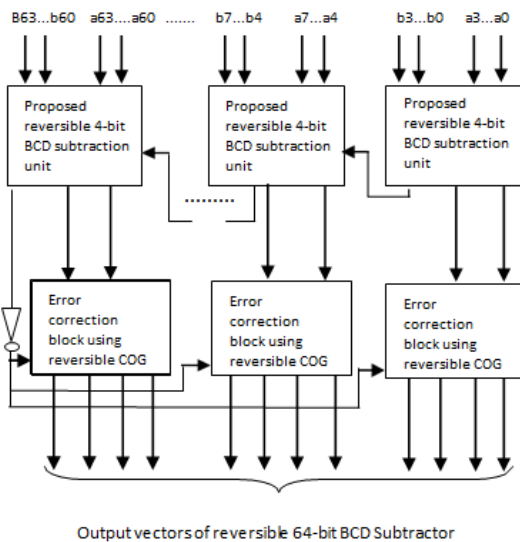 B63...b60 a63....a60 ....... b7...b4 a7...a4 b3...b0 a3...a0
Proposed
reversible 4-bit
BCD subtraction
unit
Proposed
reversible 4-bit
BCD subtraction
unit
Proposed
reversible 4-bit
BCD subtraction
unit
.........
Error
correction
block using
reversible COG
Error
correction
block using
reversible COG
Error
correction
block using
reversible COG
Output vectors of reversible 64-bit BCD Subtractor